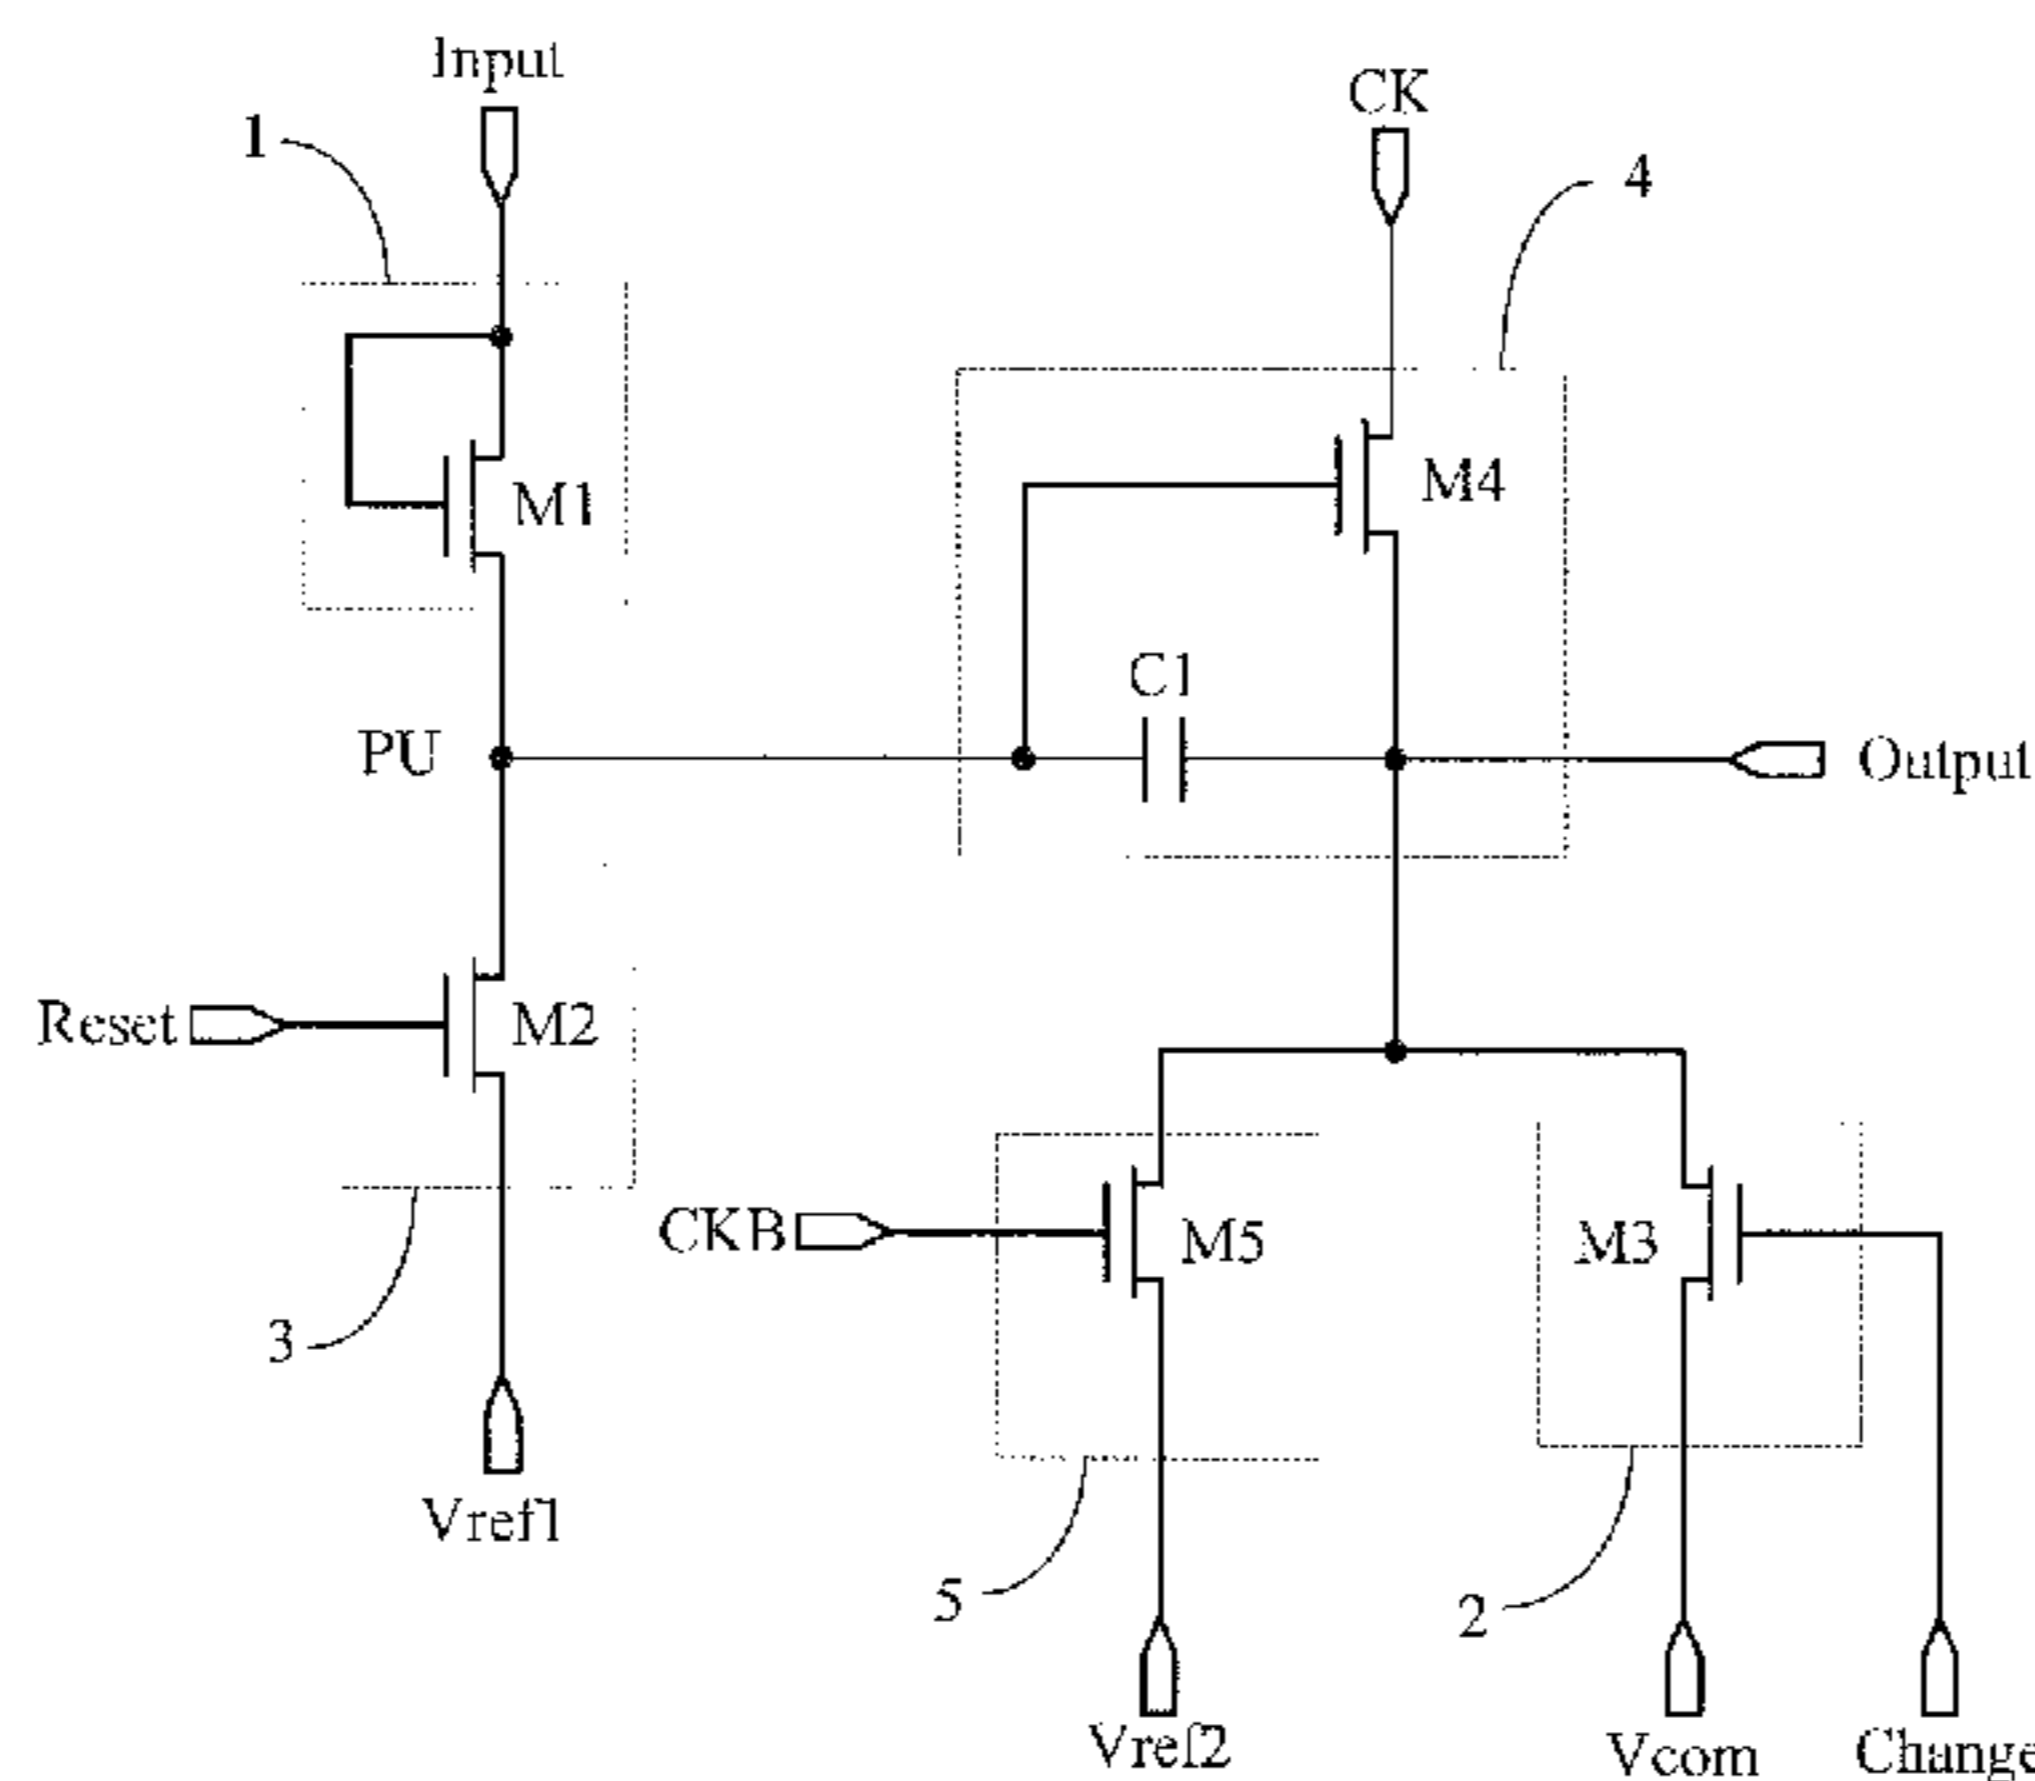 Input
CK
1
4
M1
M4
C1
PU
Output
Reset
M2
CKB
M5
M3
3
Vref1
5
2
Vref2
Vcom
Change